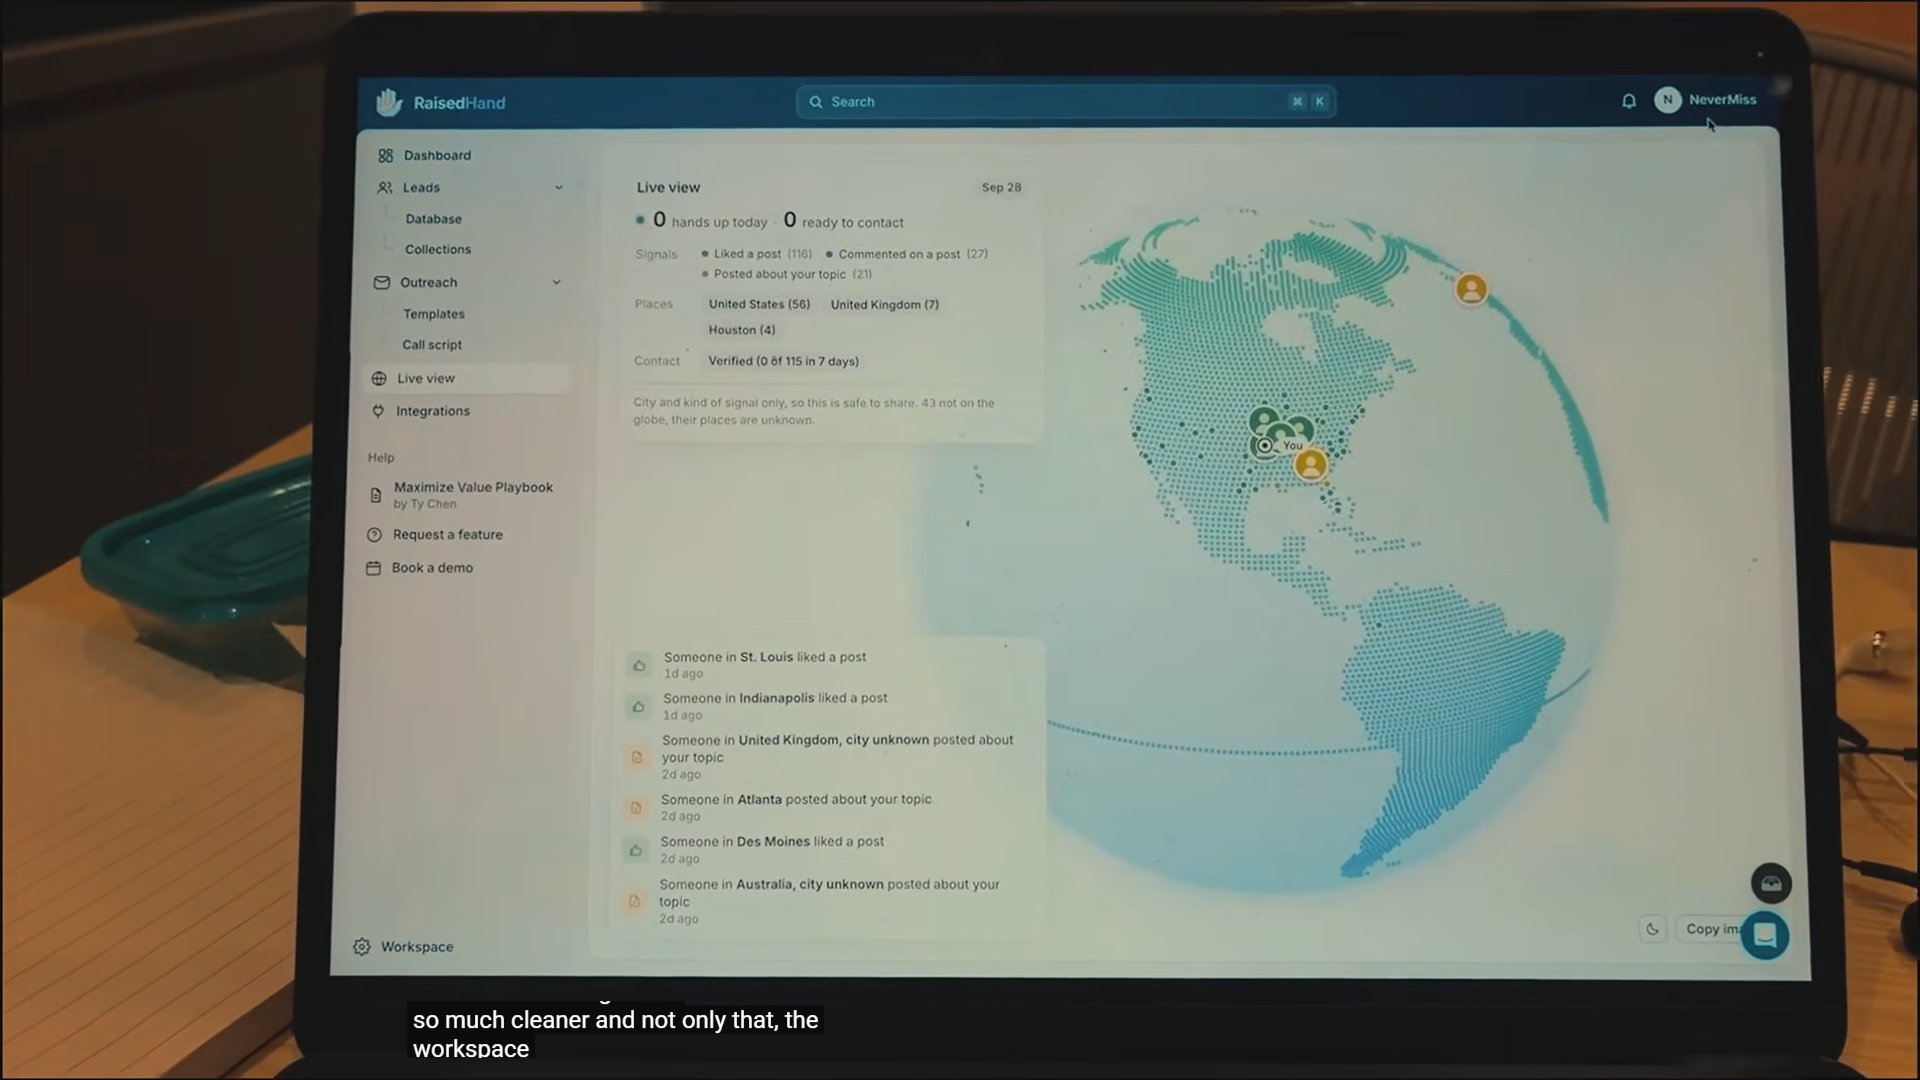 RaisedHand
Search
⌘ K
N NeverMiss
Dashboard
Leads
Database
Collections
Outreach
Templates
Call script
Live view
Integrations
Help
Maximize Value Playbook
by Ty Chen
Request a feature
Book a demo
Workspace
Live view Sep 28
0 hands up today · 0 ready to contact
Signals Liked a post (116) Commented on a post (27)
Posted about your topic (21)
Places United States (56) United Kingdom (7)
Houston (4)
Contact Verified (0 of 115 in 7 days)
City and kind of signal only, so this is safe to share. 43 not on the
globe, their places are unknown.
You
Someone in St. Louis liked a post
1d ago
Someone in Indianapolis liked a post
1d ago
Someone in United Kingdom, city unknown posted about
your topic
2d ago
Someone in Atlanta posted about your topic
2d ago
Someone in Des Moines liked a post
2d ago
Someone in Australia, city unknown posted about your
topic
2d ago
Copy
so much cleaner and not only that, the
workspace